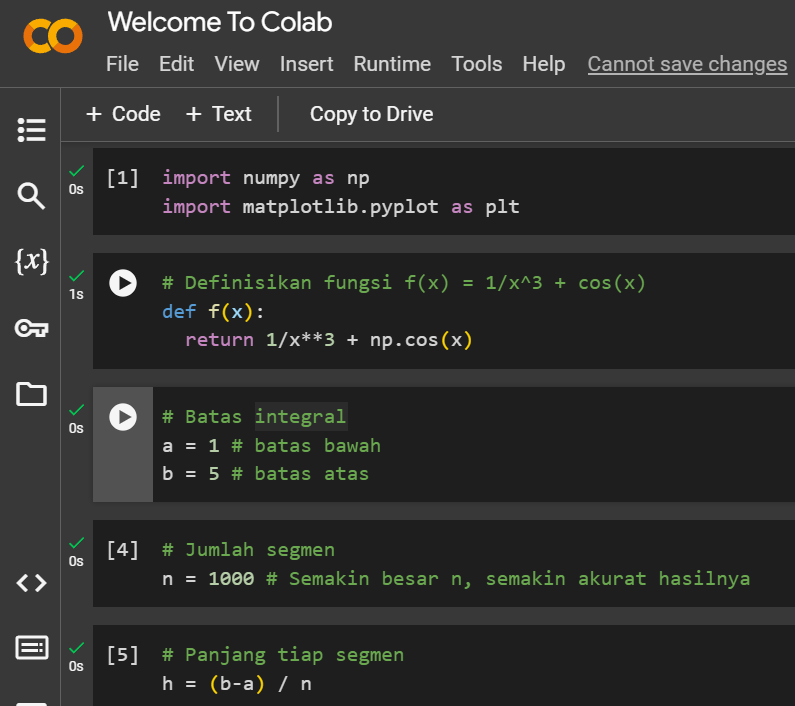 Welcome To Colab
File Edit View Insert Runtime Tools Help Cannot save changes
+ Code + Text Copy to Drive
0s [1] import numpy as np
import matplotlib.pyplot as plt
{x}
1s # Definisikan fungsi f(x) = 1/x^3 + cos(x)
def f(x):
return 1/x**3 + np.cos(x)
0s # Batas integral
a = 1 # batas bawah
b = 5 # batas atas
0s [4] # Jumlah segmen
n = 1000 # Semakin besar n, semakin akurat hasilnya
0s [5] # Panjang tiap segmen
h = (b-a) / n